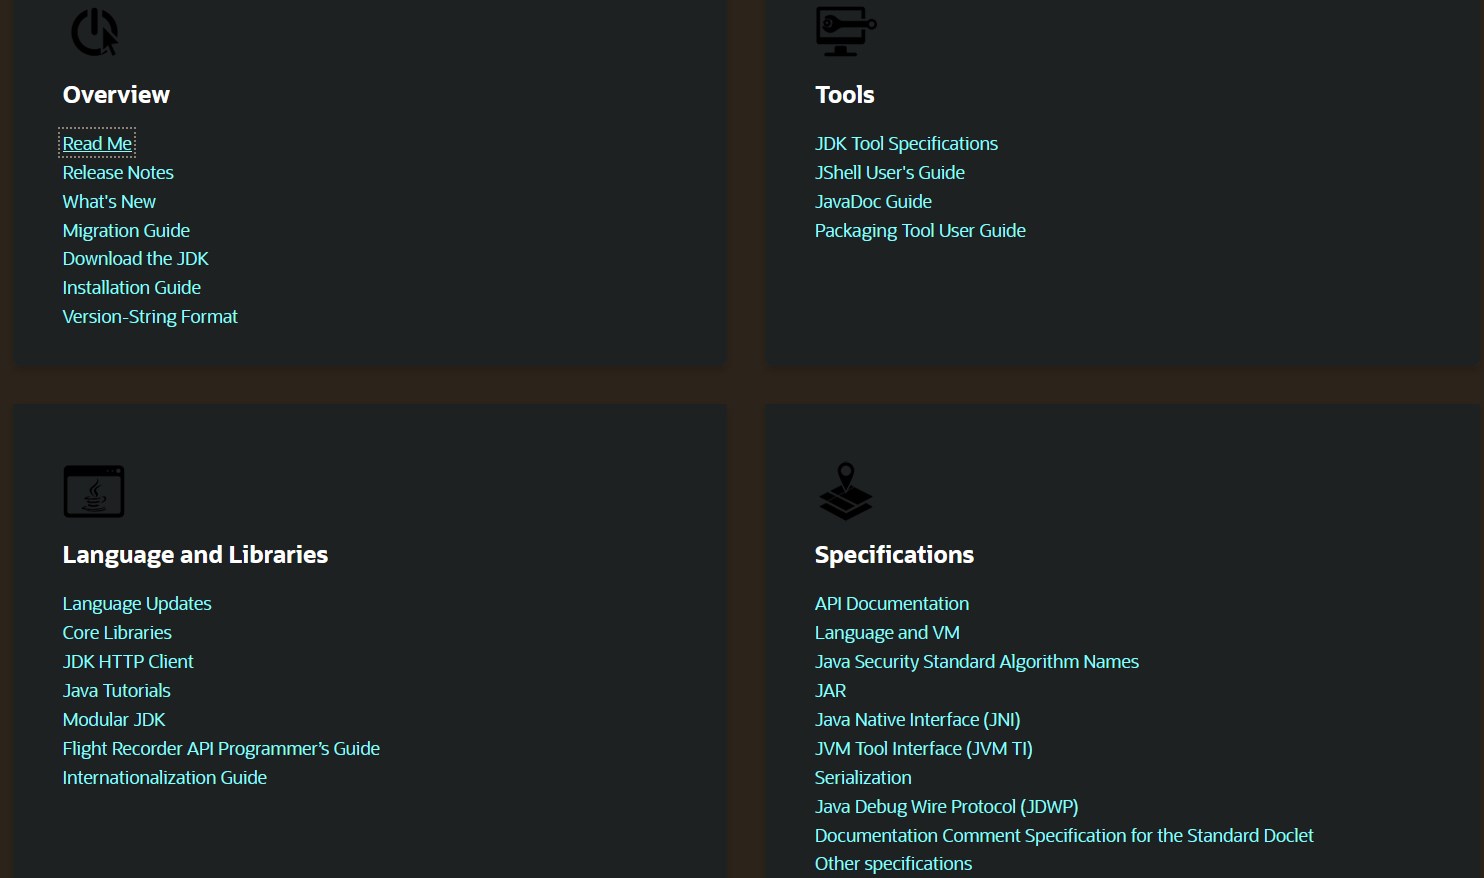 Overview
Read Me
Release Notes
What's New
Migration Guide
Download the JDK
Installation Guide
Version-String Format
Tools
JDK Tool Specifications
JShell User's Guide
JavaDoc Guide
Packaging Tool User Guide
Language and Libraries
Language Updates
Core Libraries
JDK HTTP Client
Java Tutorials
Modular JDK
Flight Recorder API Programmer’s Guide
Internationalization Guide
Specifications
API Documentation
Language and VM
Java Security Standard Algorithm Names
JAR
Java Native Interface (JNI)
JVM Tool Interface (JVM TI)
Serialization
Java Debug Wire Protocol (JDWP)
Documentation Comment Specification for the Standard Doclet
Other specifications